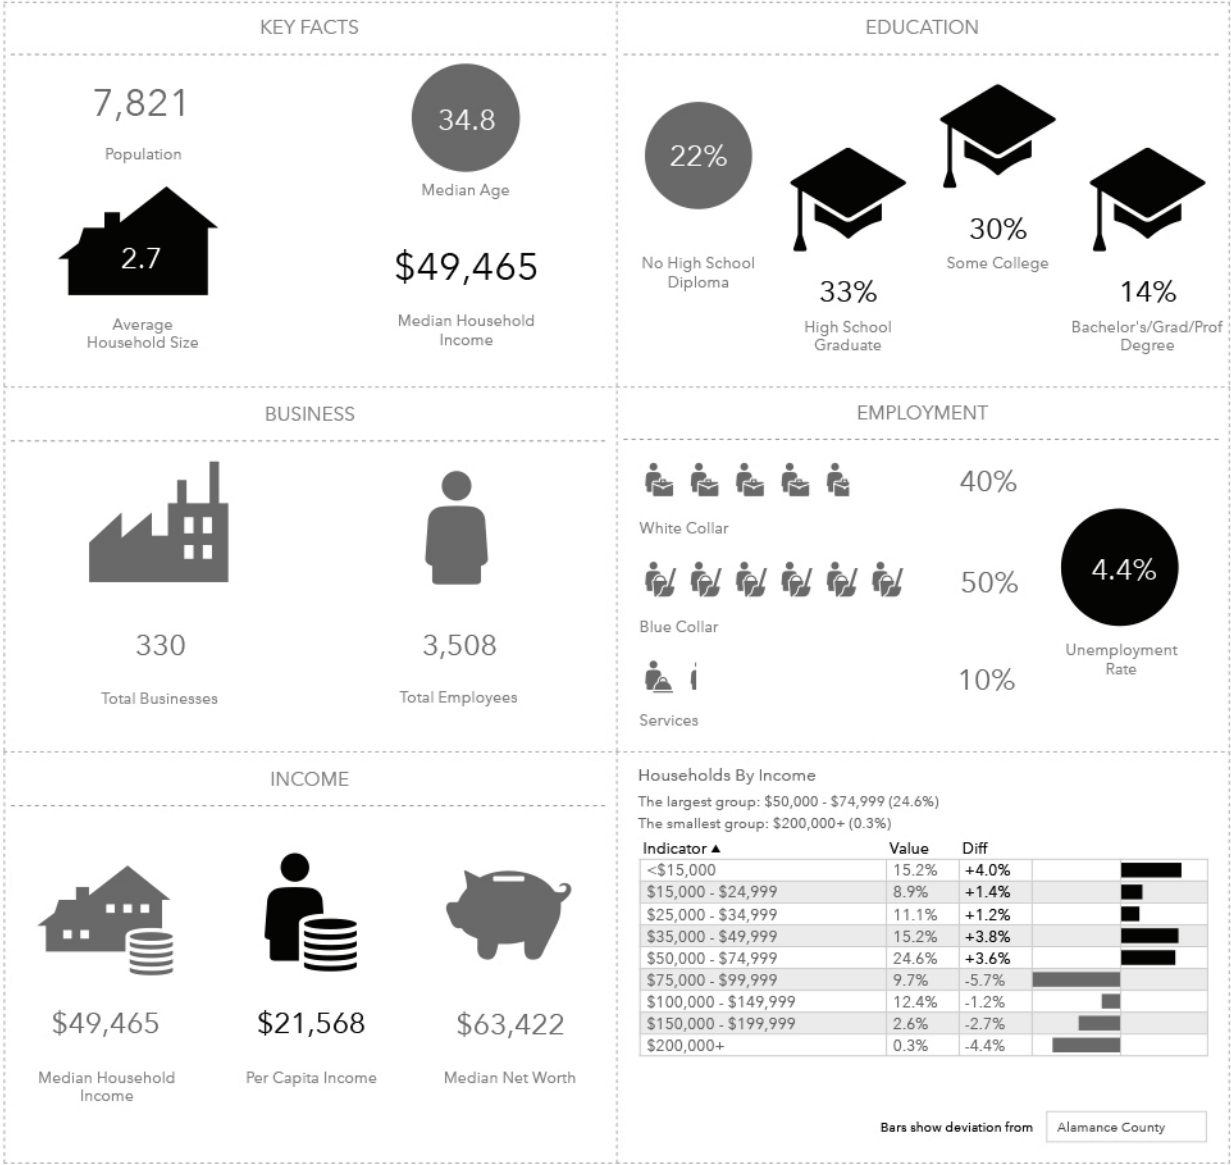 KEY FACTS
7,821
Population
34.8
Median Age
2.7
Average
Household Size
$49,465
Median Household
Income
EDUCATION
22%
No High School
Diploma
33%
High School
Graduate
30%
Some College
14%
Bachelor's/Grad/Prof
Degree
BUSINESS
330
Total Businesses
3,508
Total Employees
EMPLOYMENT
40%
White Collar
50%
Blue Collar
10%
Services
4.4%
Unemployment
Rate
INCOME
$49,465
Median Household
Income
$21,568
Per Capita Income
$63,422
Median Net Worth
Households By Income
The largest group: $50,000 - $74,999 (24.6%)
The smallest group: $200,000+ (0.3%)
Indicator ▲ Value Diff
<$15,000 15.2% +4.0%
$15,000 - $24,999 8.9% +1.4%
$25,000 - $34,999 11.1% +1.2%
$35,000 - $49,999 15.2% +3.8%
$50,000 - $74,999 24.6% +3.6%
$75,000 - $99,999 9.7% -5.7%
$100,000 - $149,999 12.4% -1.2%
$150,000 - $199,999 2.6% -2.7%
$200,000+ 0.3% -4.4%
Bars show deviation from Alamance County